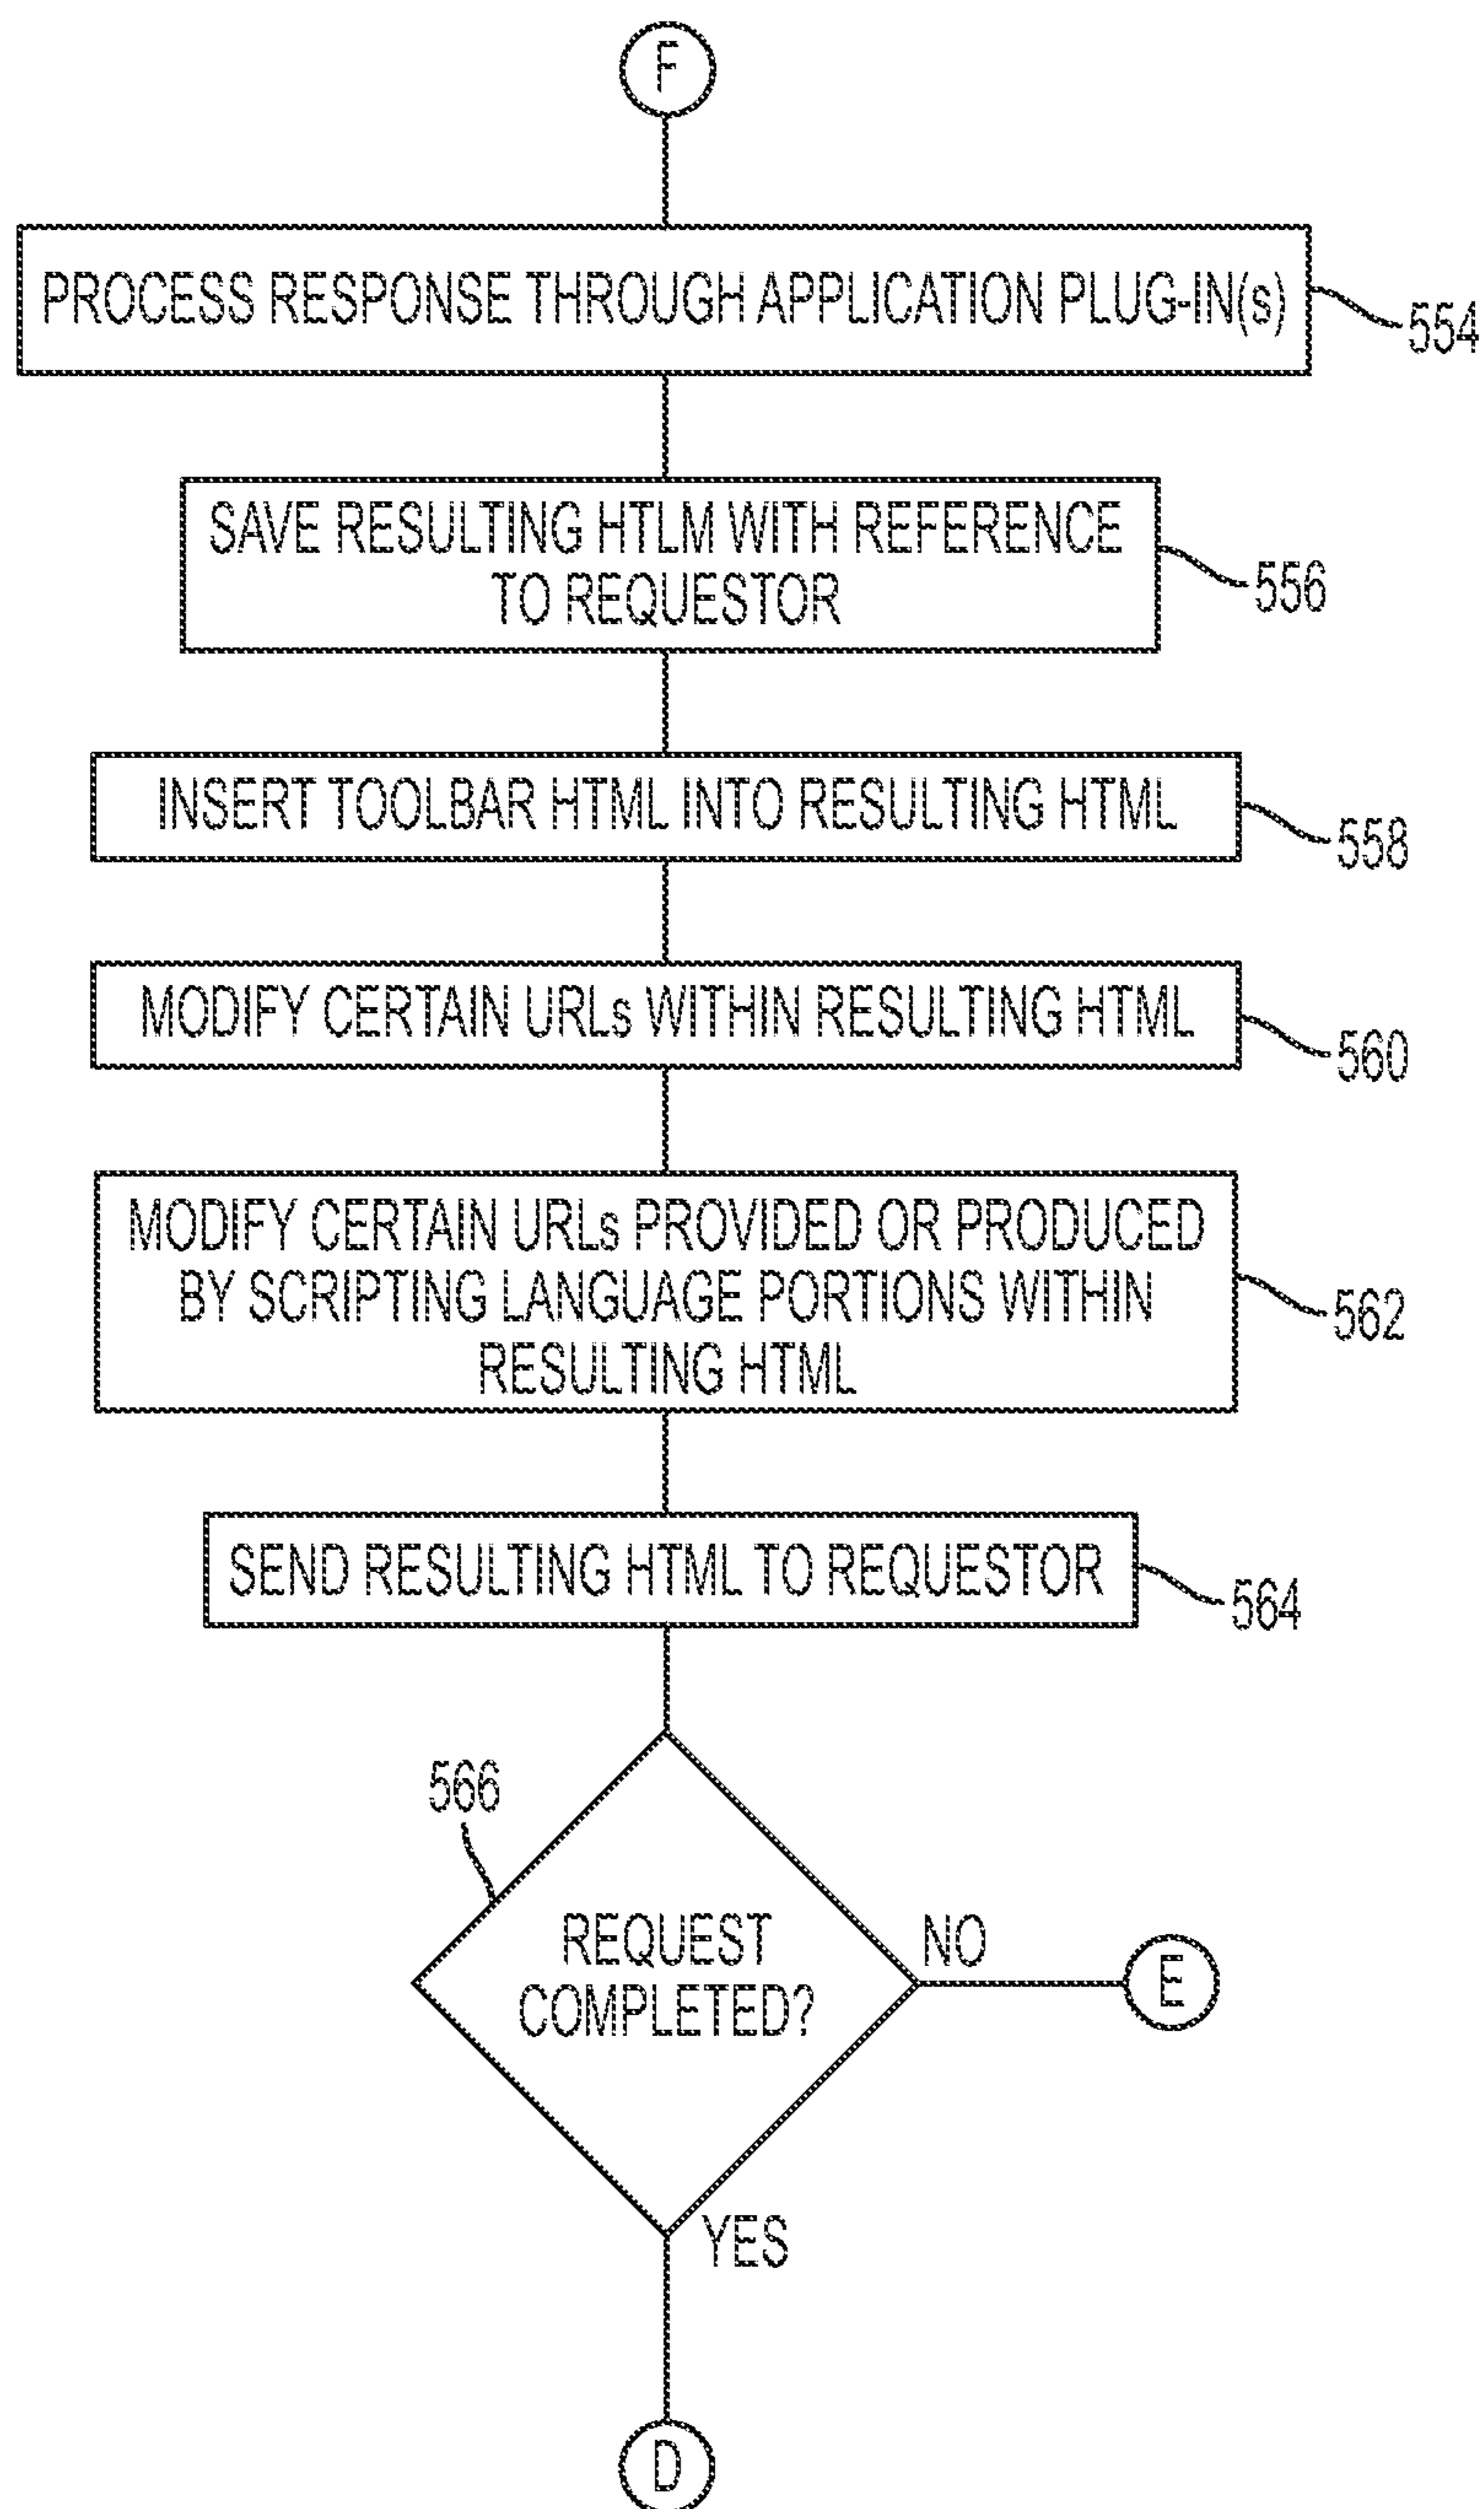 F
PROCESS RESPONSE THROUGH APPLICATION PLUG-IN(s)
554
SAVE RESULTING HTLM WITH REFERENCE
TO REQUESTOR
556
INSERT TOOLBAR HTML INTO RESULTING HTML
558
MODIFY CERTAIN URLs WITHIN RESULTING HTML
560
MODIFY CERTAIN URLs PROVIDED OR PRODUCED
BY SCRIPTING LANGUAGE PORTIONS WITHIN
RESULTING HTML
562
SEND RESULTING HTML TO REQUESTOR
564
566
REQUEST
COMPLETED?
NO
E
YES
D